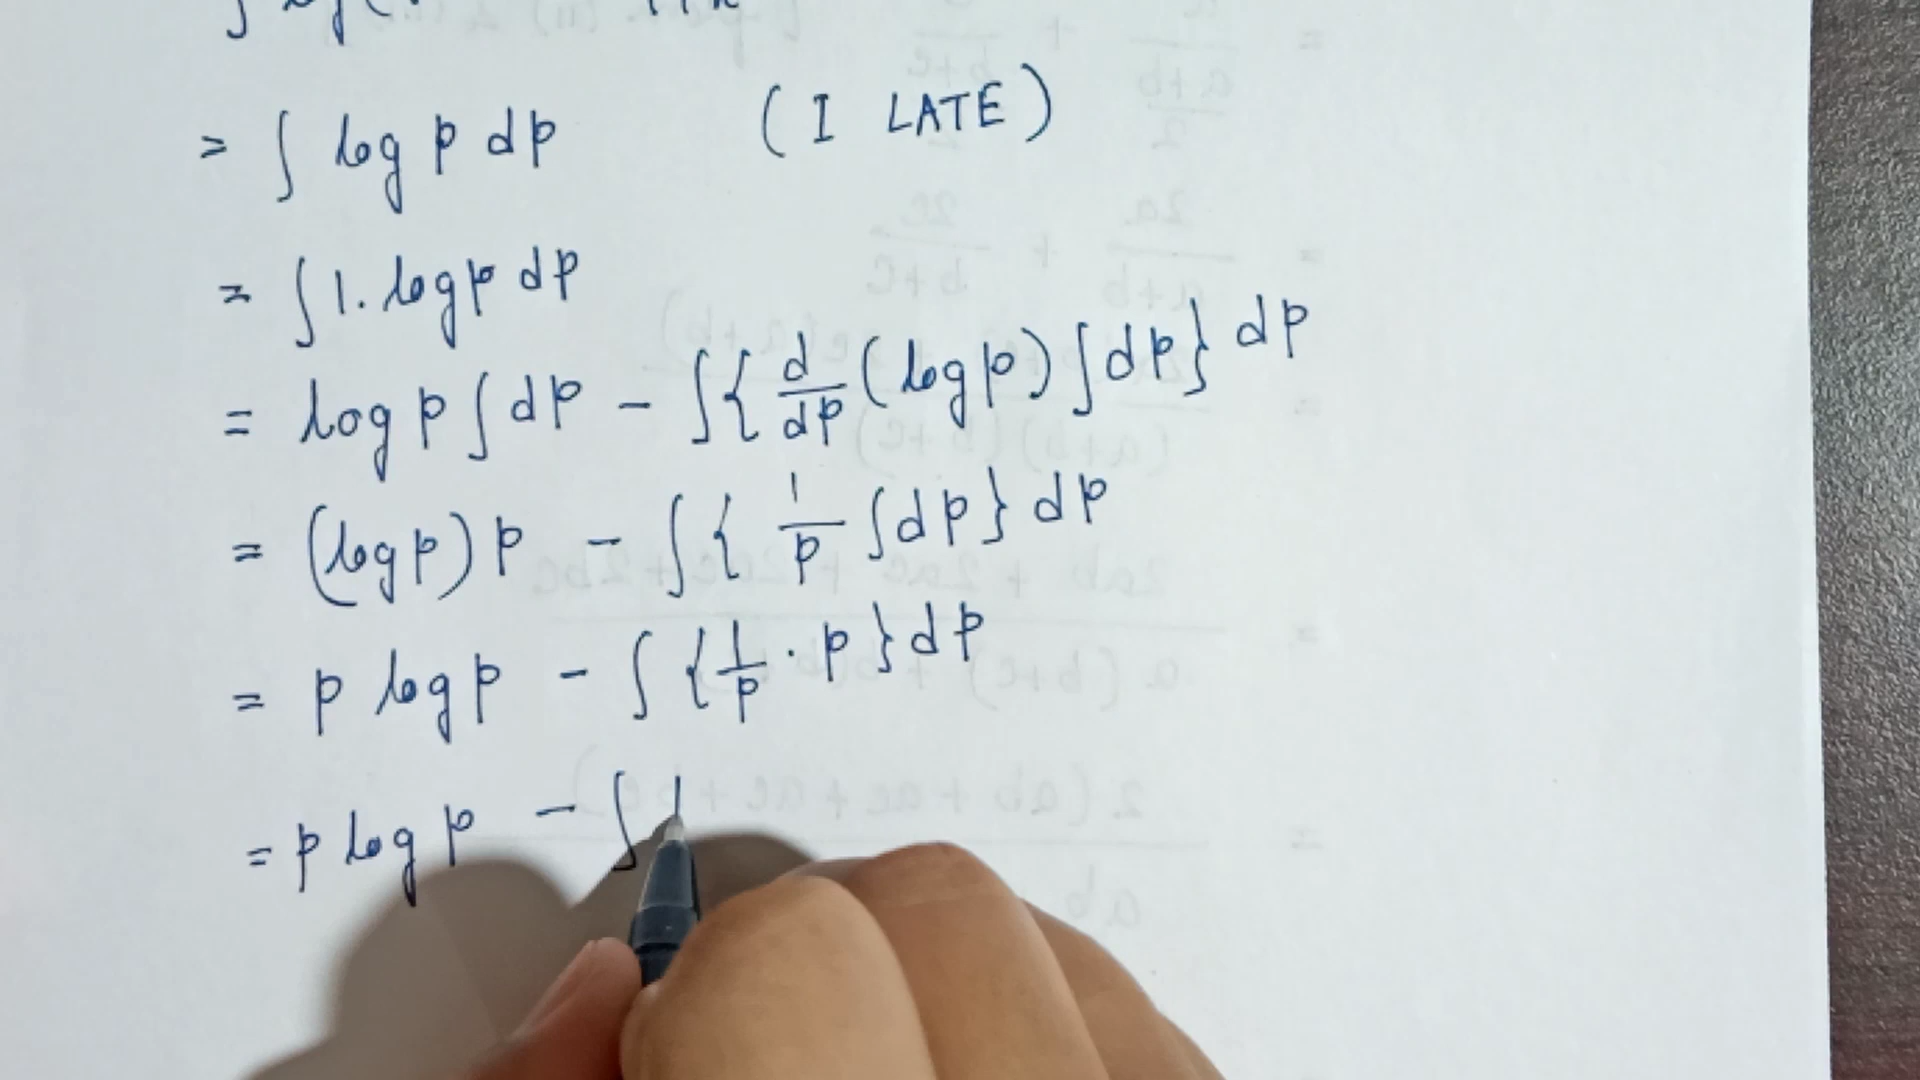 = ∫ log p dp (I LATE)
= ∫ 1. log p dp
= log p ∫ dp - ∫{ d/dp (log p) ∫ dp} dp
= (log p) p - ∫{ 1/p ∫ dp} dp
= p log p - ∫ {1/p . p} dp
= p log p - ∫ 1